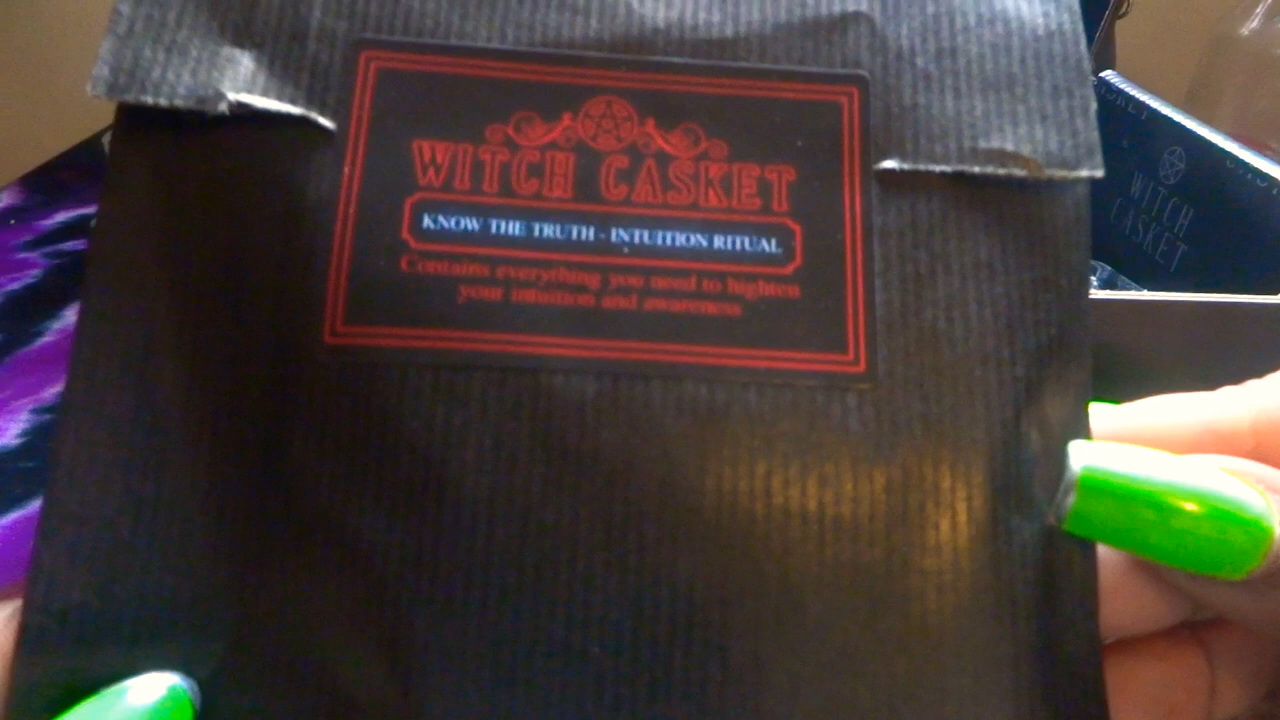 WITCH CASKET
KNOW THE TRUTH - INTUITION RITUAL
Contains everything you need to highten
your intuition and awareness
WITCH
CASKET